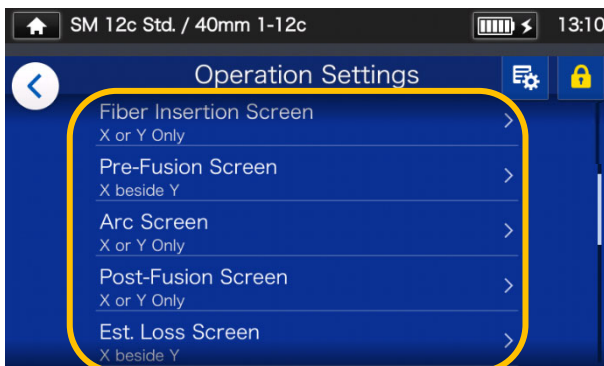 SM 12c Std. / 40mm 1-12c
13:10
Operation Settings
Fiber Insertion Screen
X or Y Only
Pre-Fusion Screen
X beside Y
Arc Screen
X or Y Only
Post-Fusion Screen
X or Y Only
Est. Loss Screen
X beside Y